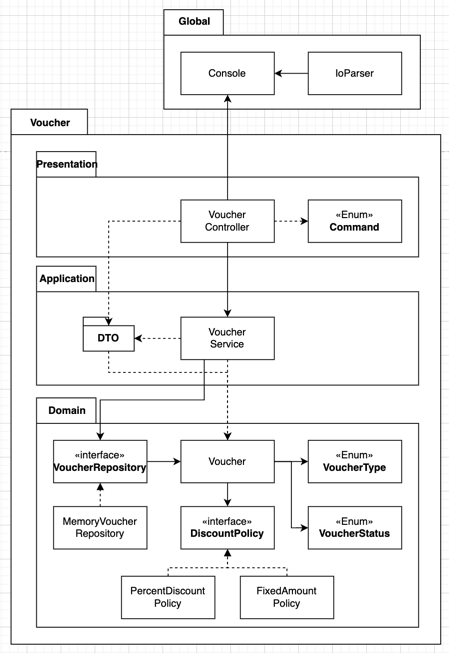 Global
Console
IoParser
Voucher
Presentation
Voucher
Controller
«Enum»
Command
Application
DTO
Voucher
Service
Domain
«interface»
VoucherRepository
Voucher
«Enum»
VoucherType
MemoryVoucher
Repository
«interface»
DiscountPolicy
«Enum»
VoucherStatus
PercentDiscount
Policy
FixedAmount
Policy